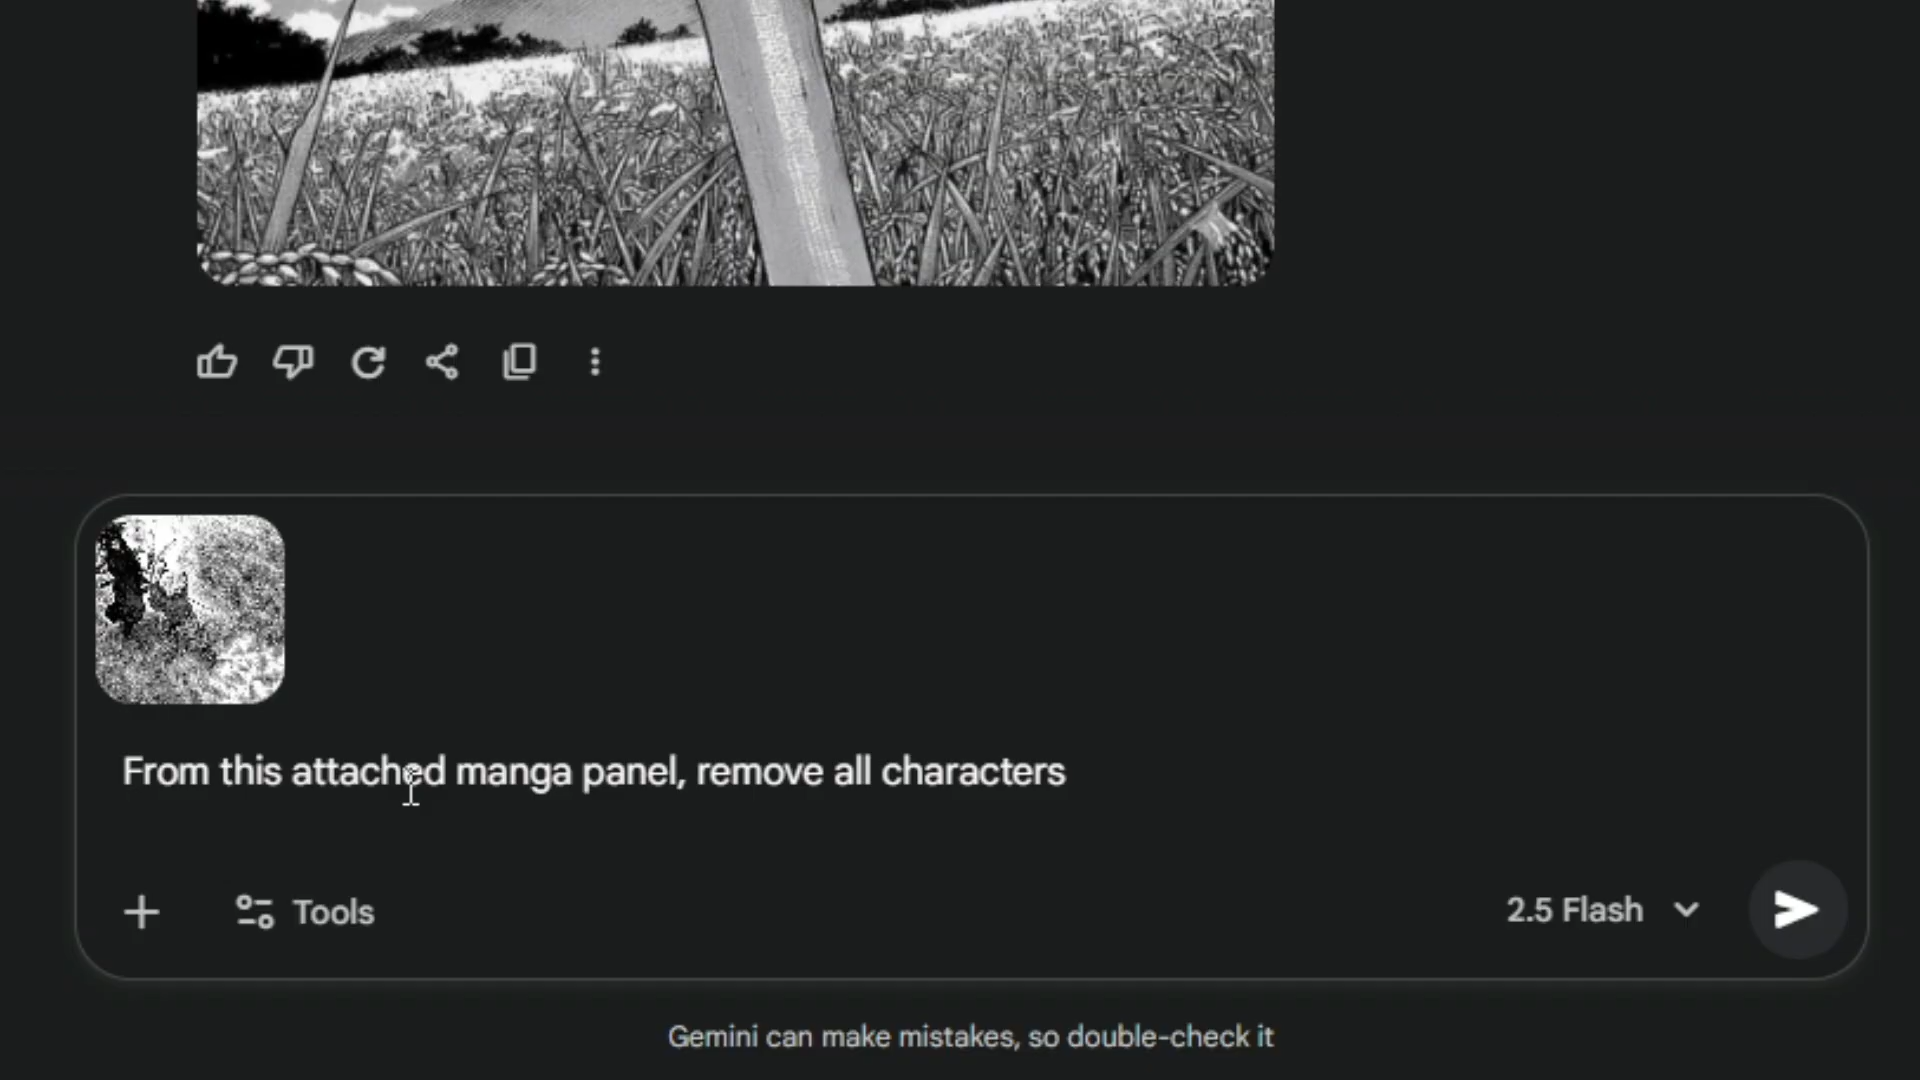 From this attached manga panel, remove all characters
Tools
2.5 Flash
Gemini can make mistakes, so double-check it